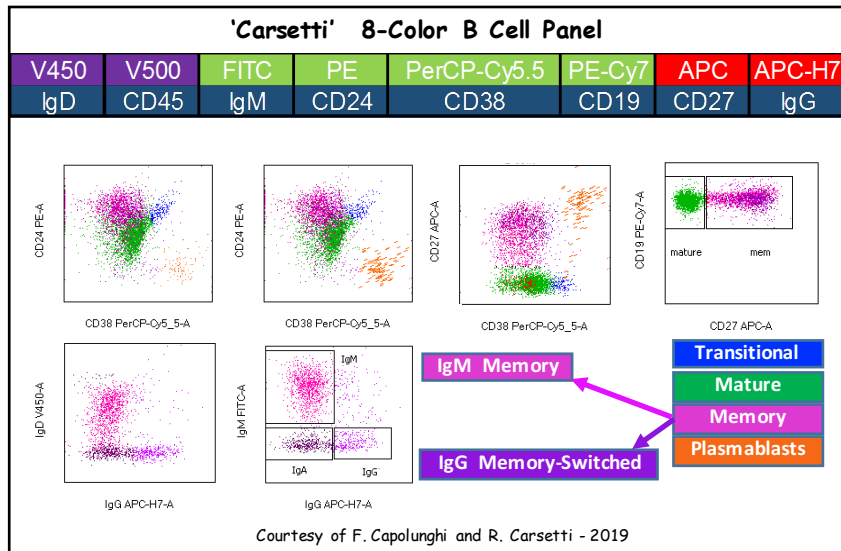 ‘Carsetti’ 8-Color B Cell Panel
V450 V500 FITC PE PerCP-Cy5.5 PE-Cy7 APC APC-H7
IgD CD45 IgM CD24 CD38 CD19 CD27 IgG
CD24 PE-A
CD38 PerCP-Cy5_5-A
CD24 PE-A
CD38 PerCP-Cy5_5-A
CD27 APC-A
CD38 PerCP-Cy5_5-A
CD19 PE-Cy7-A
mature mem
CD27 APC-A
IgD V450-A
IgG APC-H7-A
IgM FITC-A
IgM
IgA IgG
IgG APC-H7-A
IgM Memory
IgG Memory-Switched
Transitional
Mature
Memory
Plasmablasts
Courtesy of F. Capolunghi and R. Carsetti - 2019